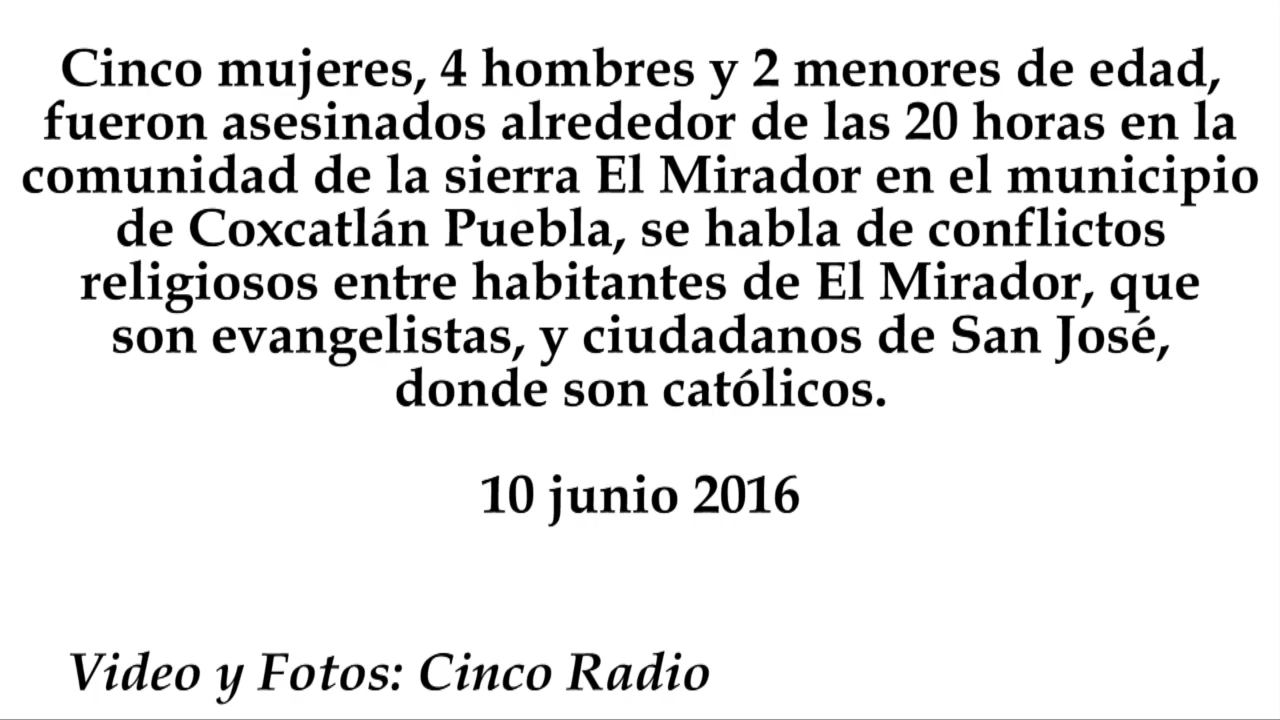 Cinco mujeres, 4 hombres y 2 menores de edad,
fueron asesinados alrededor de las 20 horas en la
comunidad de la sierra El Mirador en el municipio
de Coxcatlán Puebla, se habla de conflictos
religiosos entre habitantes de El Mirador, que
son evangelistas, y ciudadanos de San José,
donde son católicos.
10 junio 2016
Video y Fotos: Cinco Radio